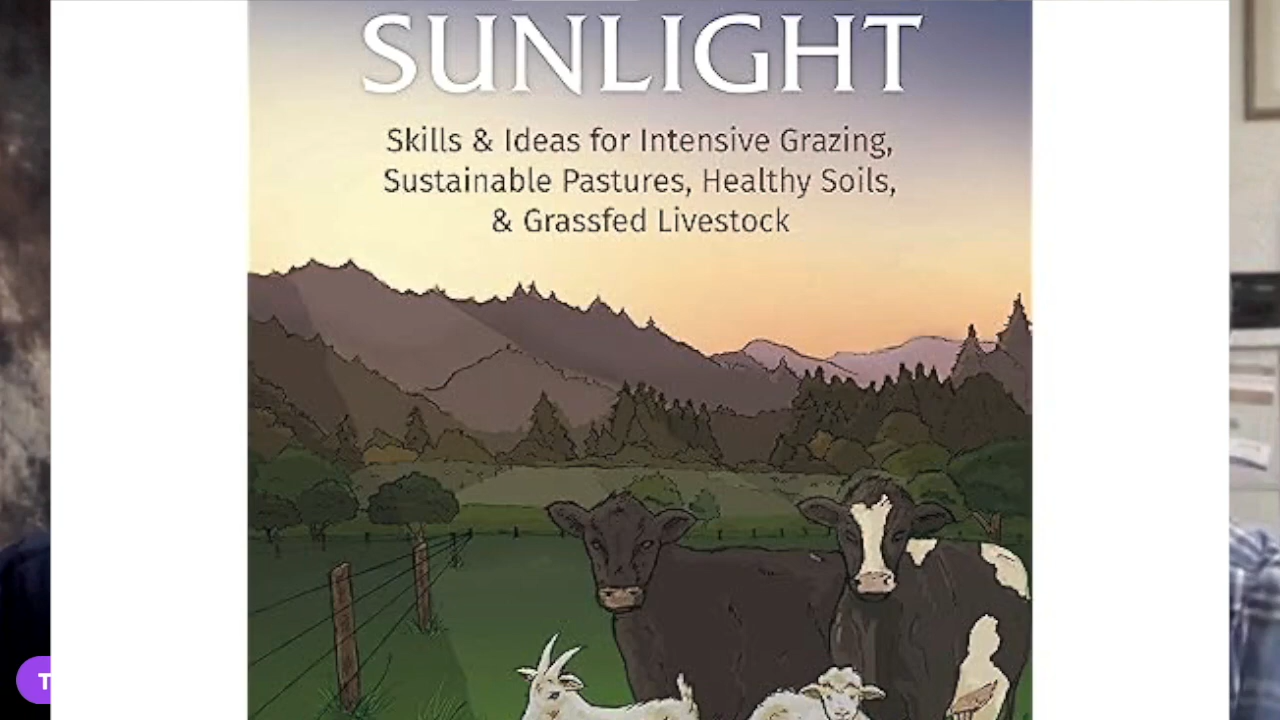 SUNLIGHT
Skills & Ideas for Intensive Grazing,
Sustainable Pastures, Healthy Soils,
& Grassfed Livestock
T